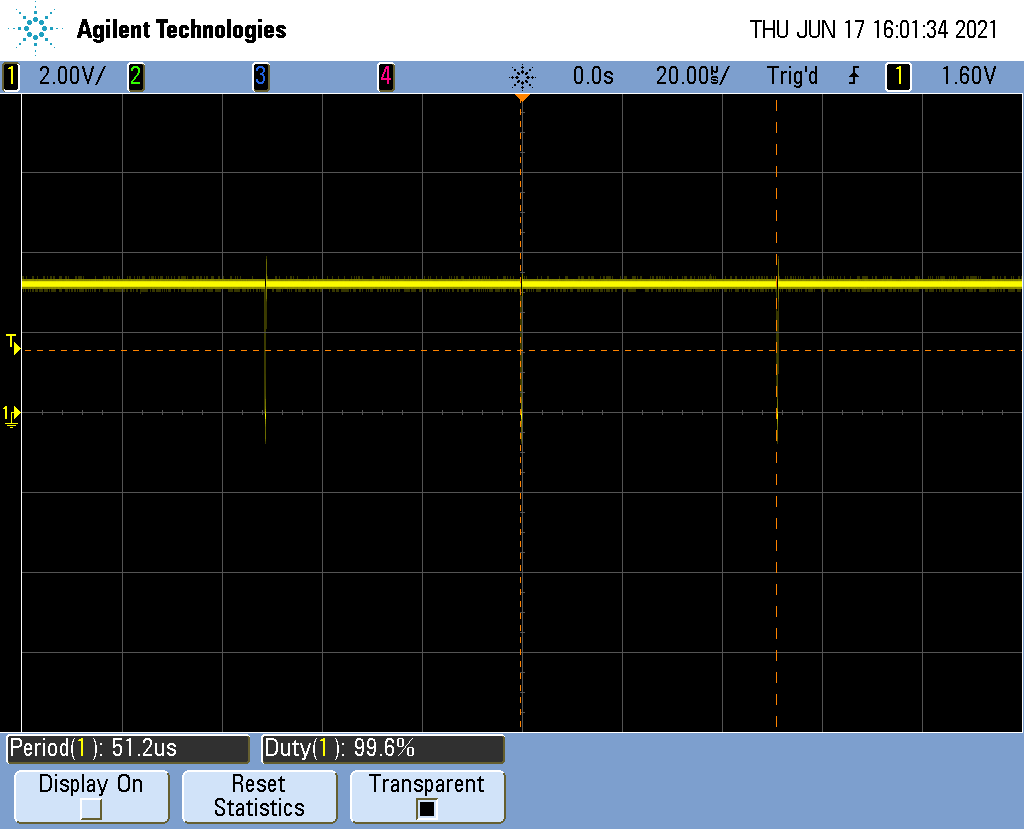 Agilent Technologies
THU JUN 17 16:01:34 2021
1 2.00V/ 2 3 4 0.0s 20.00µs/ Trig'd 1 1.60V
T
1
Period(1): 51.2us Duty(1): 99.6%
Display On Reset Statistics Transparent